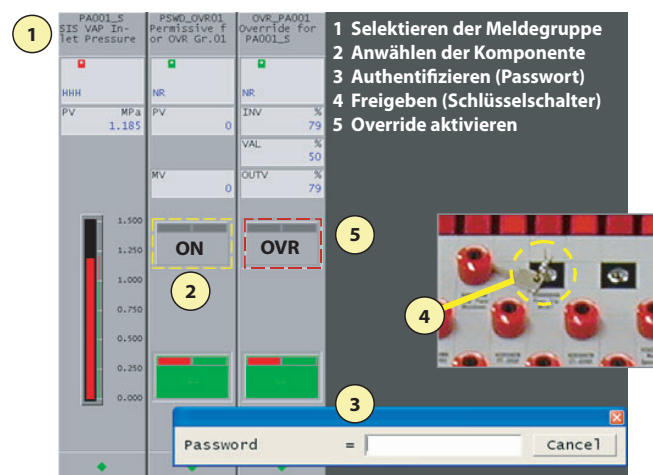 1
PA001_S
SIS VAP In-
let Pressure
PSWD_OVR01
Permissive f
or OVR Gr.01
OVR_PA001
Override for
PA001_S
1 Selektieren der Meldegruppe
2 Anwählen der Komponente
3 Authentifizieren (Passwort)
4 Freigeben (Schlüsselschalter)
5 Override aktivieren
HHH
NR
NR
PV MPa
1.185
PV
0
INV %
79
VAL %
50
MV
0
OUTV %
79
1.500
1.250
1.000
0.750
0.500
0.250
0.000
ON
OVR
5
2
4
3
Password = Cancel